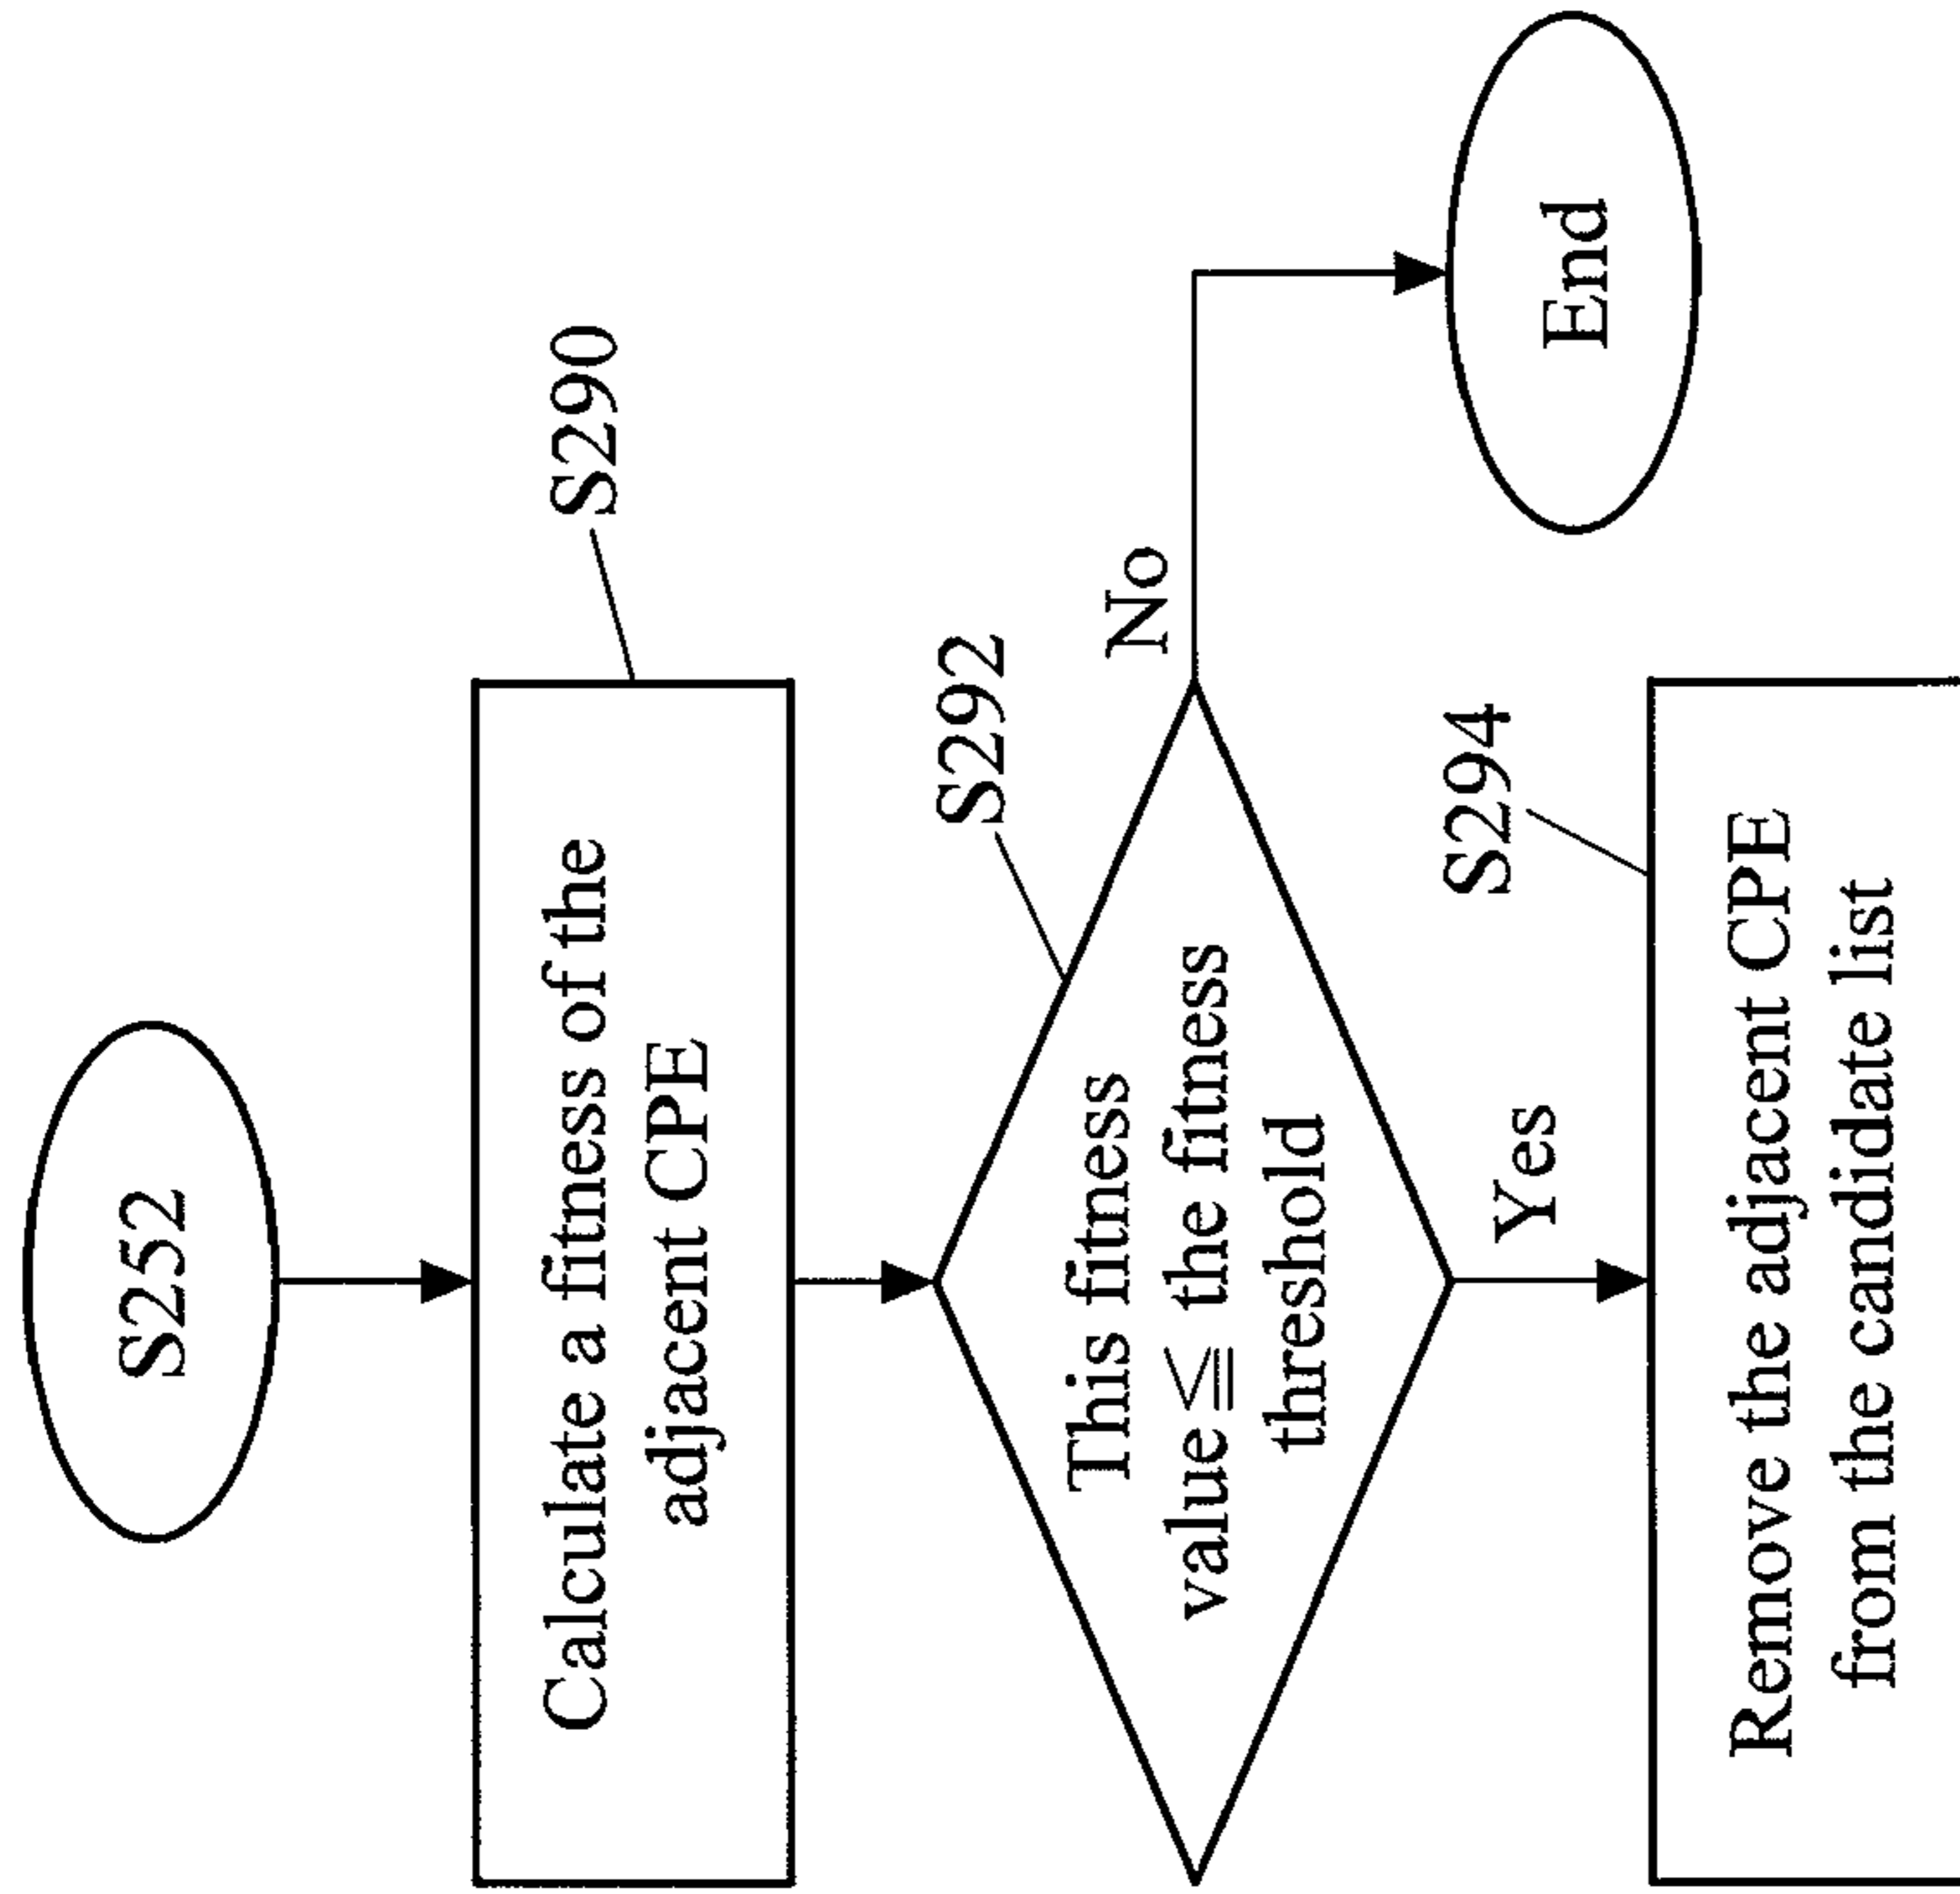 S252
Calculate a fitness of the
adjacent CPE
S290
This fitness
value ≦ the fitness
threshold
S292
No
End
Yes
Remove the adjacent CPE
from the candidate list
S294